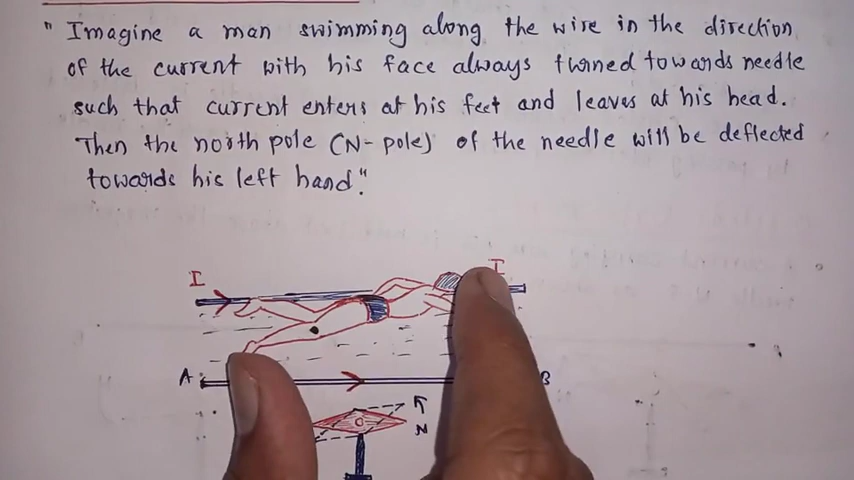 " Imagine a man swimming along the wire in the direction
of the current with his face always turned towards needle
such that current enters at his feet and leaves at his head.
Then the north pole (N-pole) of the needle will be deflected
towards his left hand."
I I
A B
N